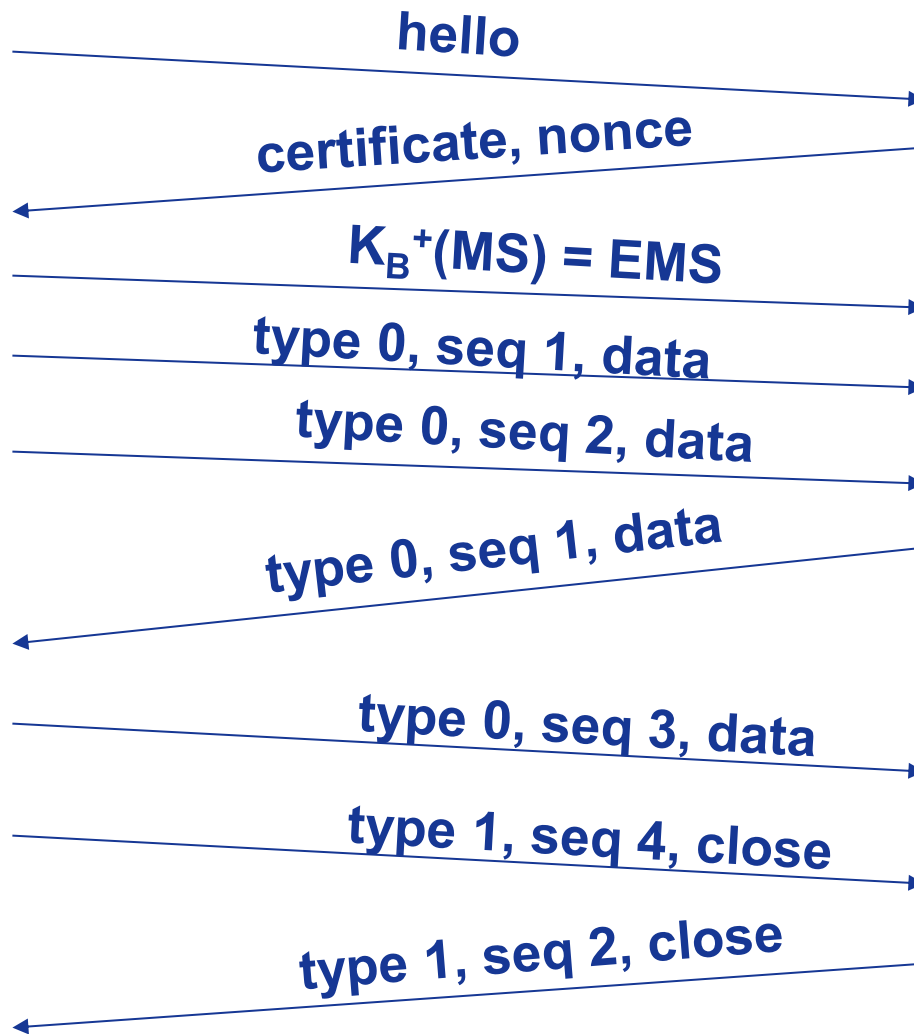 hello
certificate, nonce
K_B^+(MS) = EMS
type 0, seq 1, data
type 0, seq 2, data
type 0, seq 1, data
type 0, seq 3, data
type 1, seq 4, close
type 1, seq 2, close